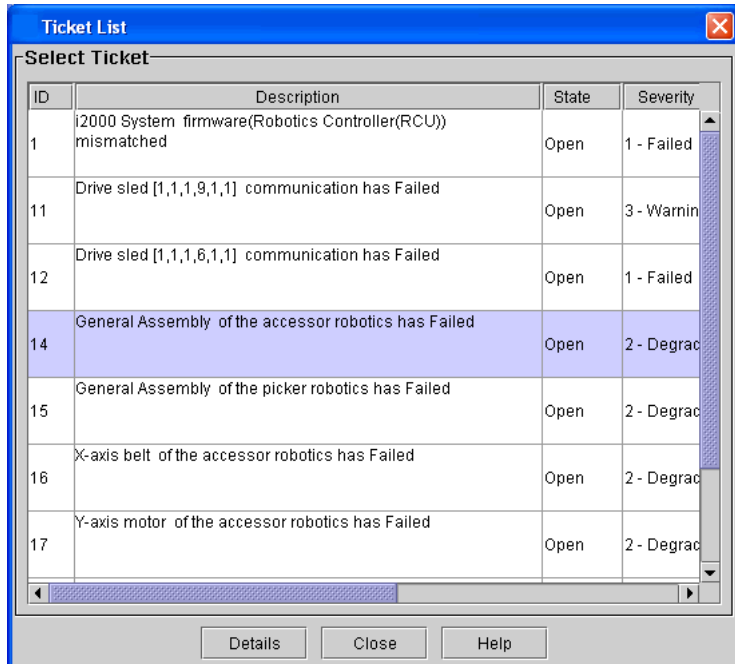 Ticket List
Select Ticket
ID Description State Severity
1 i2000 System firmware(Robotics Controller(RCU)) mismatched Open 1 - Failed
11 Drive sled [1,1,1,9,1,1] communication has Failed Open 3 - Warnin
12 Drive sled [1,1,1,6,1,1] communication has Failed Open 1 - Failed
14 General Assembly of the accessor robotics has Failed Open 2 - Degrac
15 General Assembly of the picker robotics has Failed Open 2 - Degrac
16 X-axis belt of the accessor robotics has Failed Open 2 - Degrac
17 Y-axis motor of the accessor robotics has Failed Open 2 - Degrac
Details Close Help